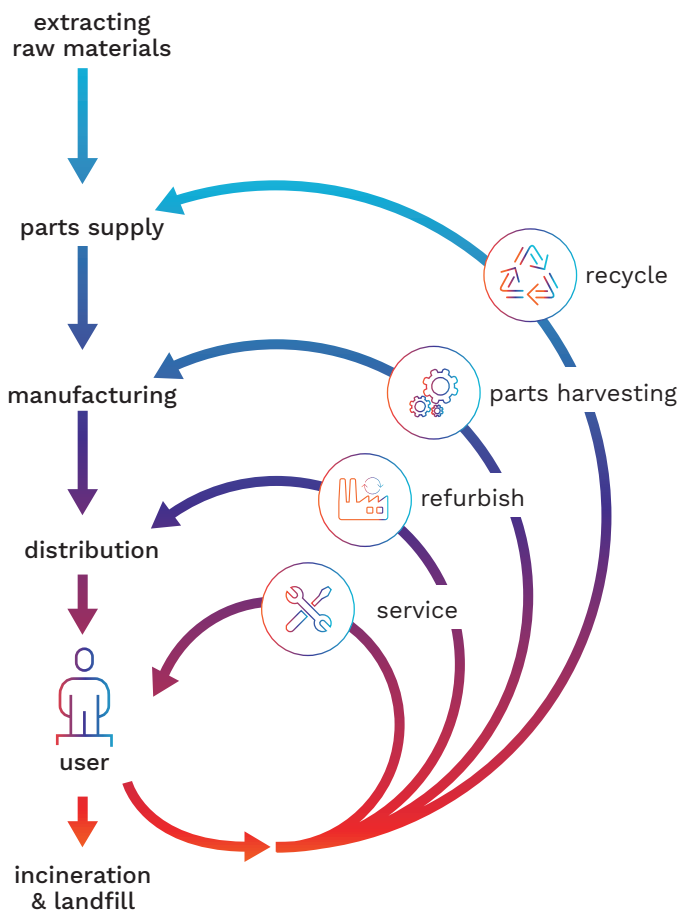 extracting
raw materials
parts supply
recycle
manufacturing
parts harvesting
refurbish
distribution
service
user
incineration
& landfill